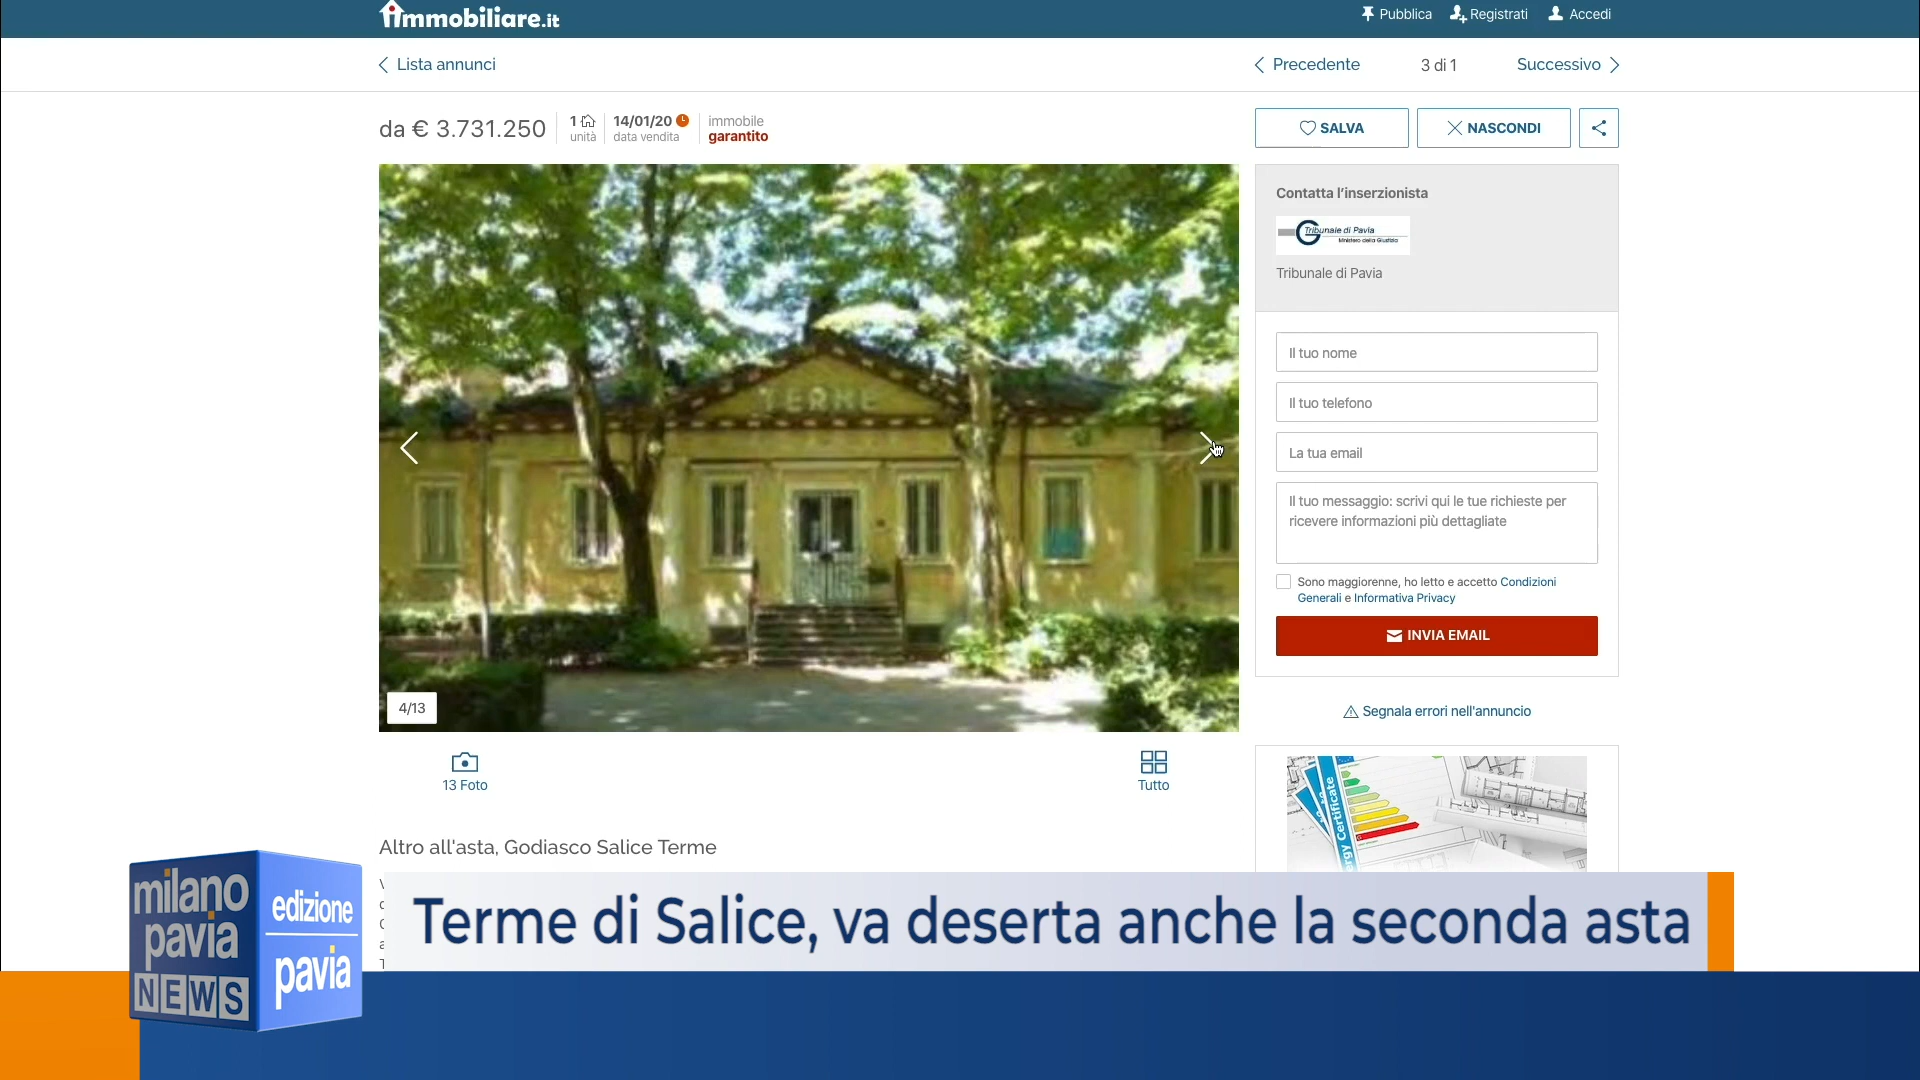 immobiliare.it
Pubblica
Registrati
Accedi
Lista annunci
Precedente
3 di 1
Successivo
da € 3.731.250
1
unità
14/01/20
data vendita
immobile
garantito
SALVA
NASCONDI
Contatta l'inserzionista
Tribunale di Pavia
Ministero della Giustizia
Tribunale di Pavia
Il tuo nome
Il tuo telefono
La tua email
Il tuo messaggio: scrivi qui le tue richieste per
ricevere informazioni più dettagliate
Sono maggiorenne, ho letto e accetto Condizioni
Generali e Informativa Privacy
INVIA EMAIL
Segnala errori nell'annuncio
TERME
4/13
13 Foto
Tutto
Altro all'asta, Godiasco Salice Terme
Certificate
milano
pavia
NEWS
edizione
pavia
Terme di Salice, va deserta anche la seconda asta